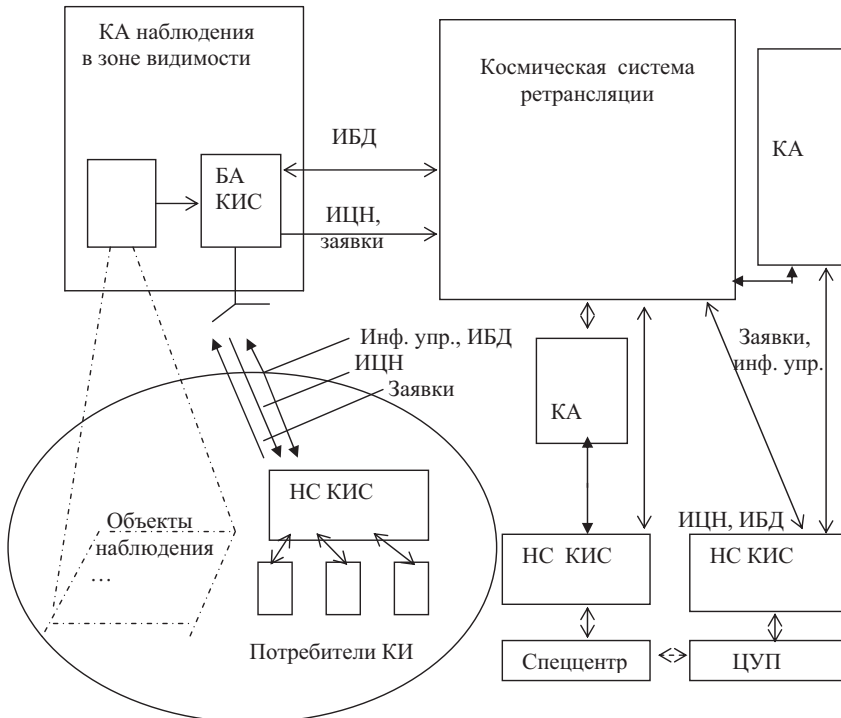 КА наблюдения
в зоне видимости
Космическая система
ретрансляции
КА
ИБД
БА
КИС
ИЦН,
заявки
Инф. упр., ИБД
ИЦН
Заявки
Заявки,
инф. упр.
КА
НС КИС
Объекты
наблюдения
...
ИЦН, ИБД
НС КИС
НС КИС
Потребители КИ
Спеццентр
ЦУП